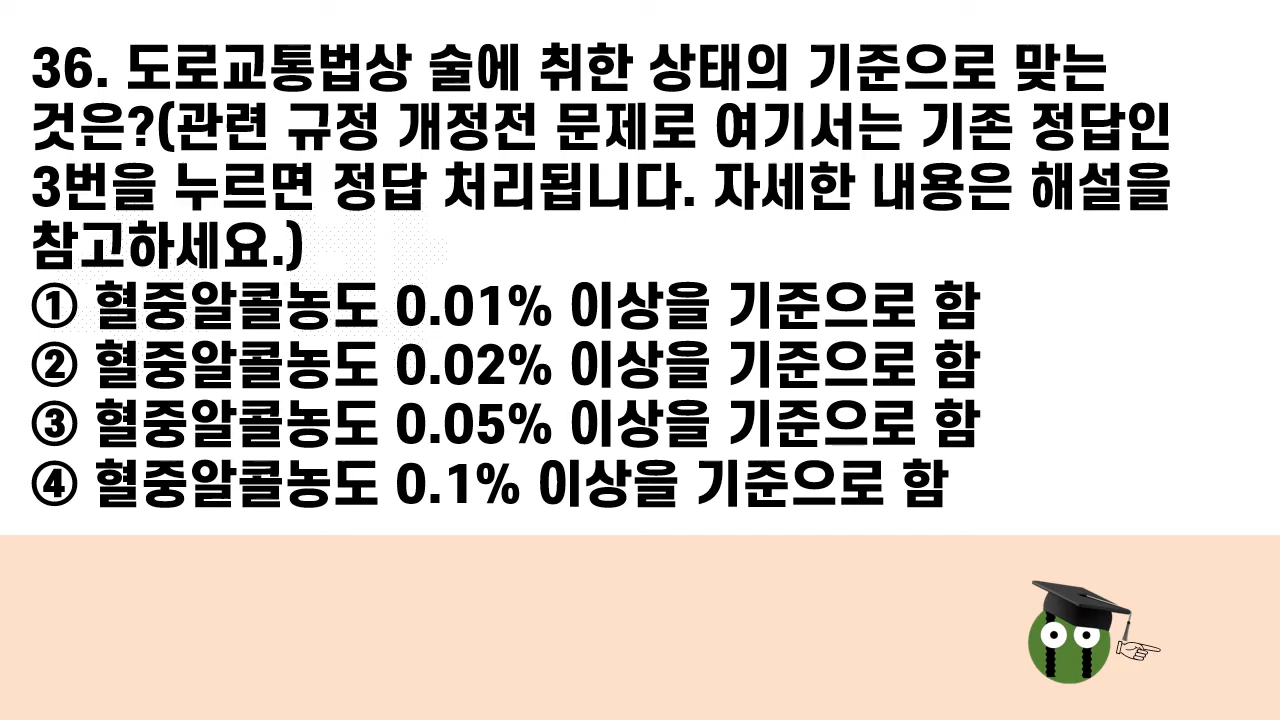 36. 도로교통법상 술에 취한 상태의 기준으로 맞는
것은?(관련 규정 개정전 문제로 여기서는 기존 정답인
3번을 누르면 정답 처리됩니다. 자세한 내용은 해설을
참고하세요.)
① 혈중알콜농도 0.01% 이상을 기준으로 함
② 혈중알콜농도 0.02% 이상을 기준으로 함
③ 혈중알콜농도 0.05% 이상을 기준으로 함
④ 혈중알콜농도 0.1% 이상을 기준으로 함